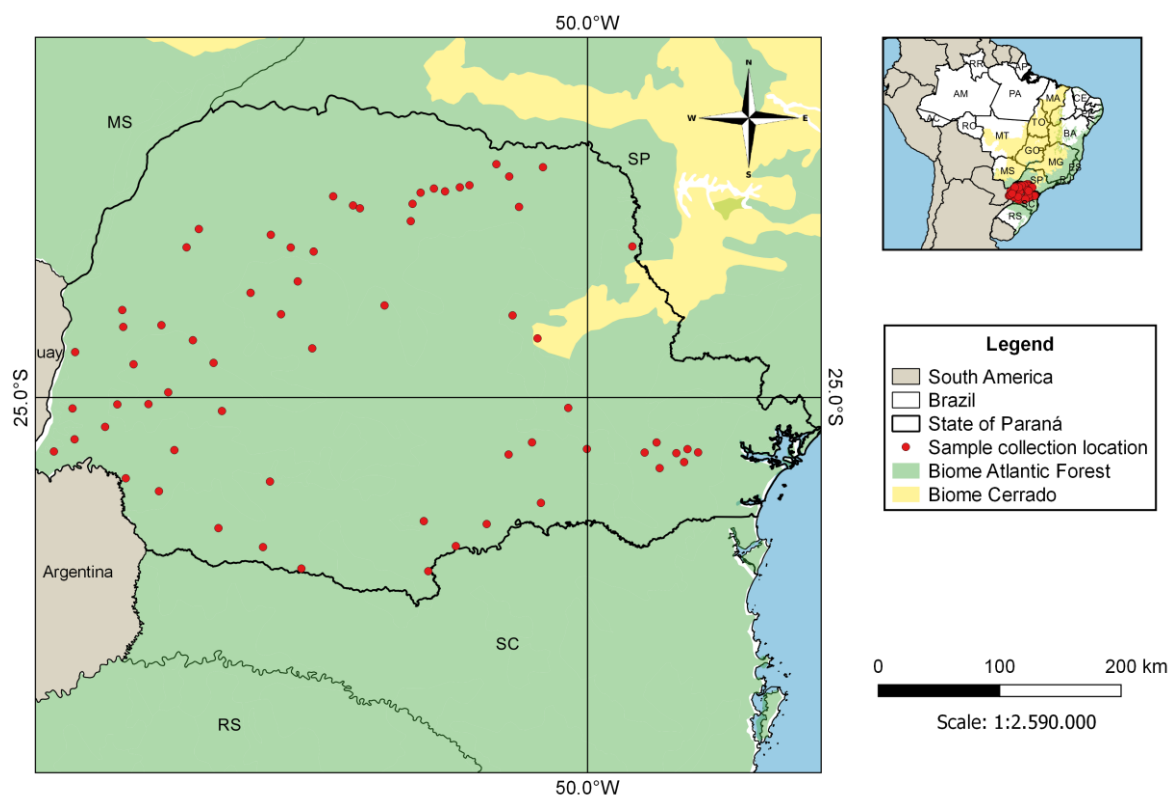 50.0°W
MS
SP
N
W
E
S
uay
25.0°S
25.0°S
Argentina
SC
RS
50.0°W
RR
AP
AM
PA
MA
CE
AC
RO
TO
MT
BA
GO
MG
ES
MS
SP
SC
RS
Legend
South America
Brazil
State of Paraná
Sample collection location
Biome Atlantic Forest
Biome Cerrado
0
100
200 km
Scale: 1:2.590.000